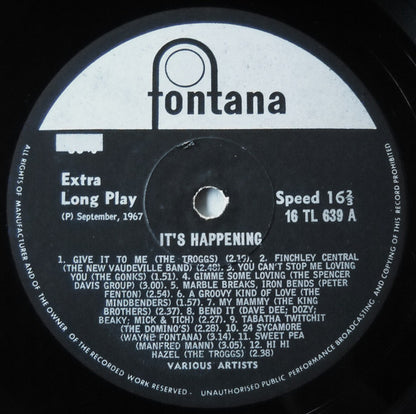 fontana
Extra
Long Play
(P) September, 1967
Speed 16⅔
16 TL 639 A
IT'S HAPPENING
1. GIVE IT TO ME (THE TROGGS) (2.15). 2. FINCHLEY CENTRAL
(THE NEW VAUDEVILLE BAND) (2.40). 3. YOU CAN'T STOP ME LOVING
YOU (THE GONKS) (1.51). 4. GIMME SOME LOVING (THE SPENCER
DAVIS GROUP) (3.00). 5. MARBLE BREAKS, IRON BENDS (PETER
FENTON) (2.54). 6. A GROOVY KIND OF LOVE (THE
MINDBENDERS) (1.57). 7. MY MAMMY (THE KING
BROTHERS) (2.37). 8. BEND IT (DAVE DEE; DOZY;
BEAKY; MICK & TICH) (2.27). 9. TABATHA TWITCHIT
(THE DOMINO'S) (2.28). 10. 24 SYCAMORE
(WAYNE FONTANA) (3.14). 11. SWEET PEA
(MANFRED MANN) (3.05). 12. HI HI
HAZEL (THE TROGGS) (2.38)
VARIOUS ARTISTS
ALL RIGHTS OF THE MANUFACTURER AND OF THE OWNER OF THE RECORDED WORK RESERVED. UNAUTHORISED PUBLIC PERFORMANCE BROADCASTING AND COPYING OF THIS RECORD PROHIBITED